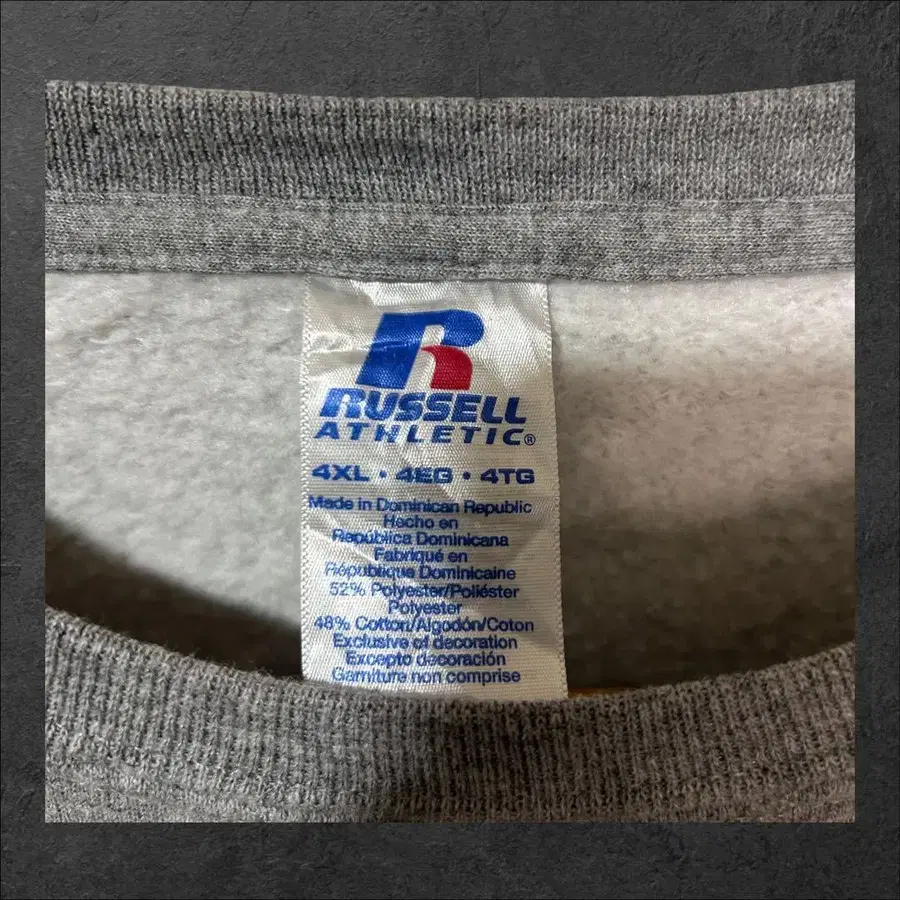 RUSSELL
ATHLETIC®
4XL • 4EG • 4TG
Made in Dominican Republic
Hecho en
República Dominicana
Fabriqué en
République Dominicaine
52% Polyester/Poliéster
Polyester
48% Cotton/Algodón/Coton
Exclusive of decoration
Excepto decoración
Garniture non comprise